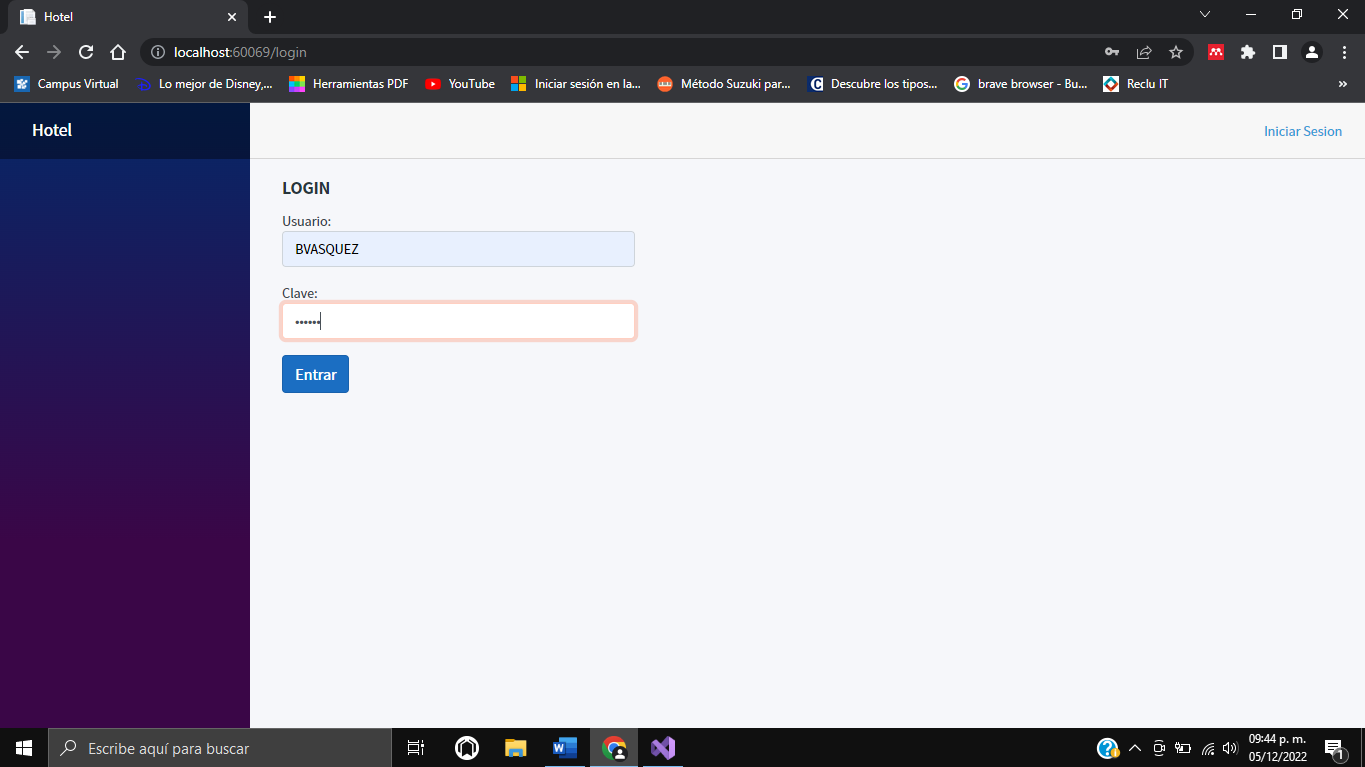 Hotel
localhost:60069/login
Campus Virtual
Lo mejor de Disney,...
Herramientas PDF
YouTube
Iniciar sesión en la...
Método Suzuki par...
Descubre los tipos...
brave browser - Bu...
Reclu IT
»
Hotel
Iniciar Sesion
LOGIN
Usuario:
BVASQUEZ
Clave:
••••••
Entrar
Escribe aquí para buscar
09:44 p. m.
05/12/2022
1